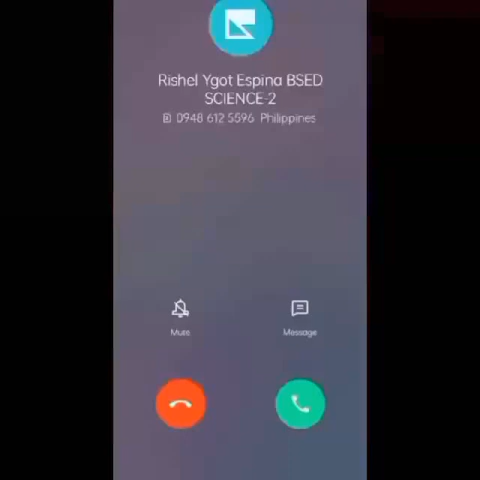 Rishel Ygot Espina BSED
SCIENCE-2
0948 612 5596 Philippines
Mute
Message